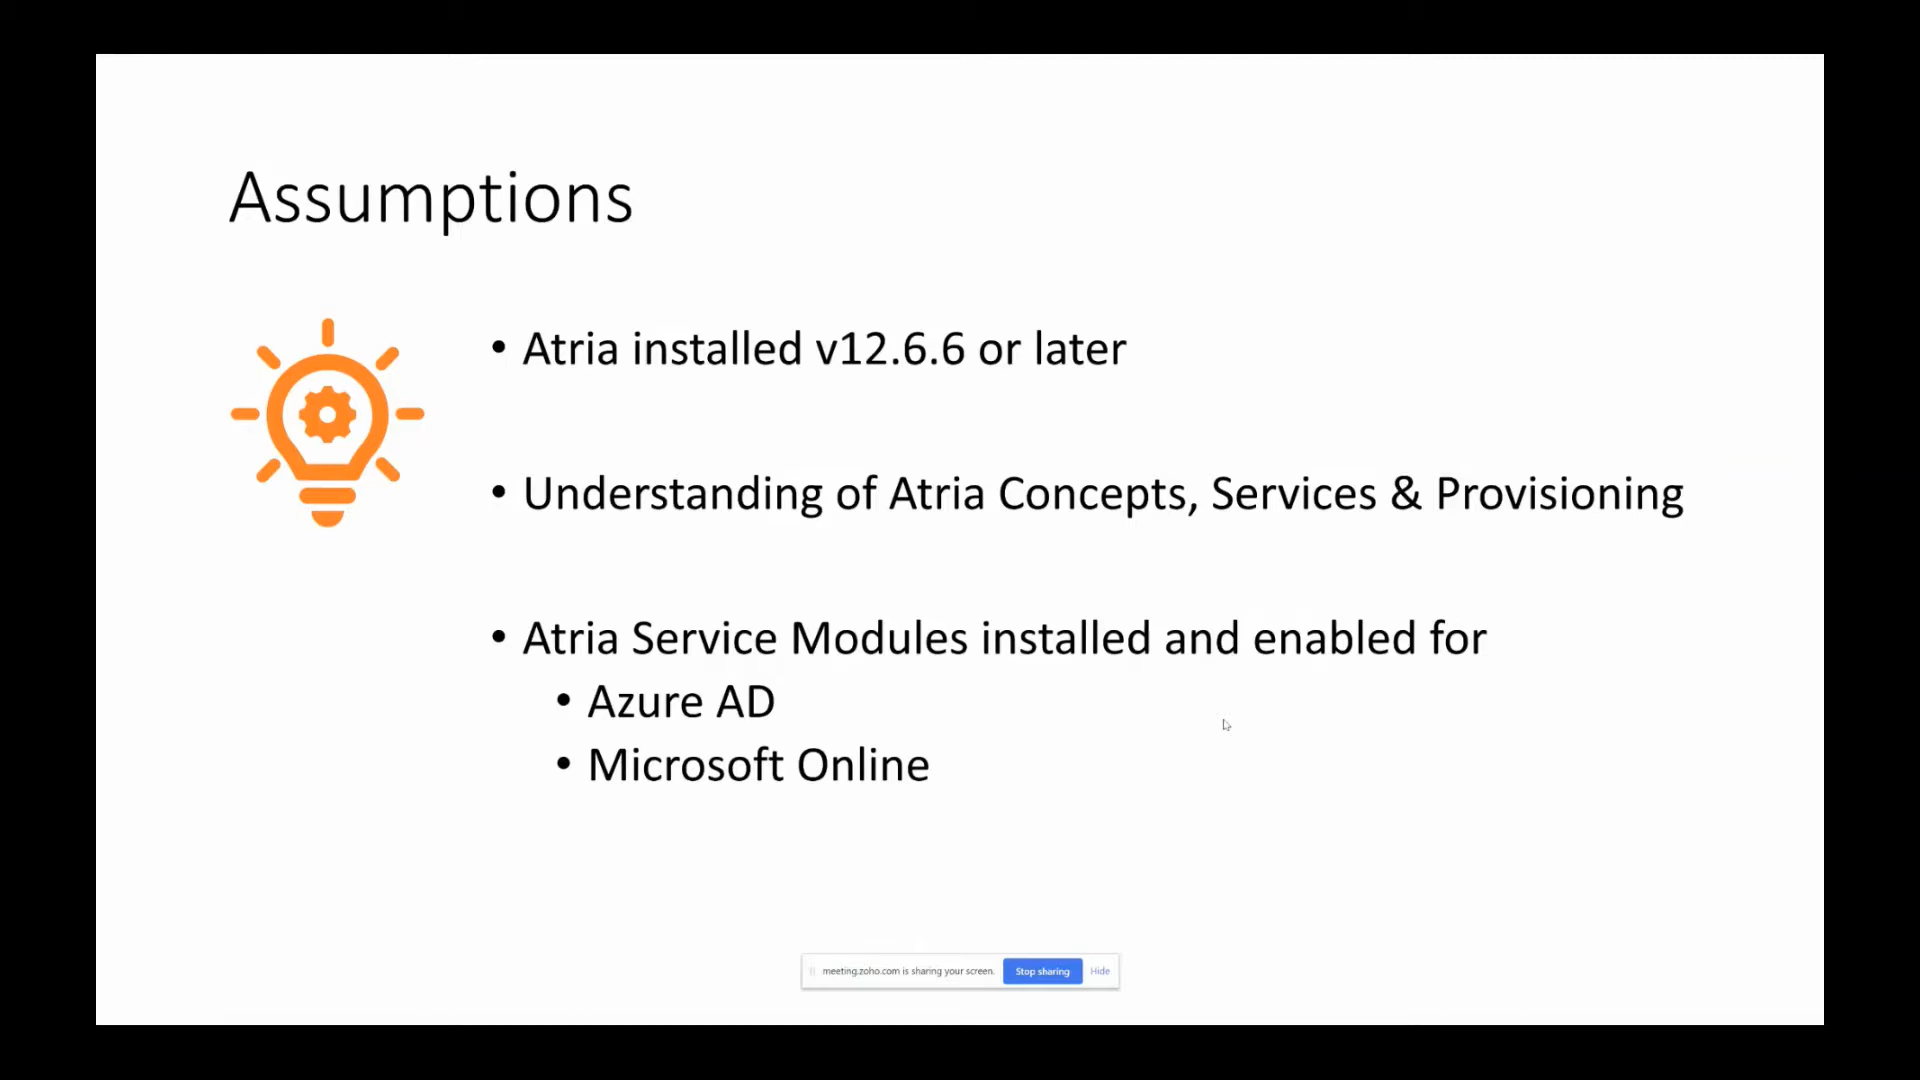 Assumptions
• Atria installed v12.6.6 or later
• Understanding of Atria Concepts, Services & Provisioning
• Atria Service Modules installed and enabled for
• Azure AD
• Microsoft Online
meeting.zoho.com is sharing your screen. Stop sharing Hide